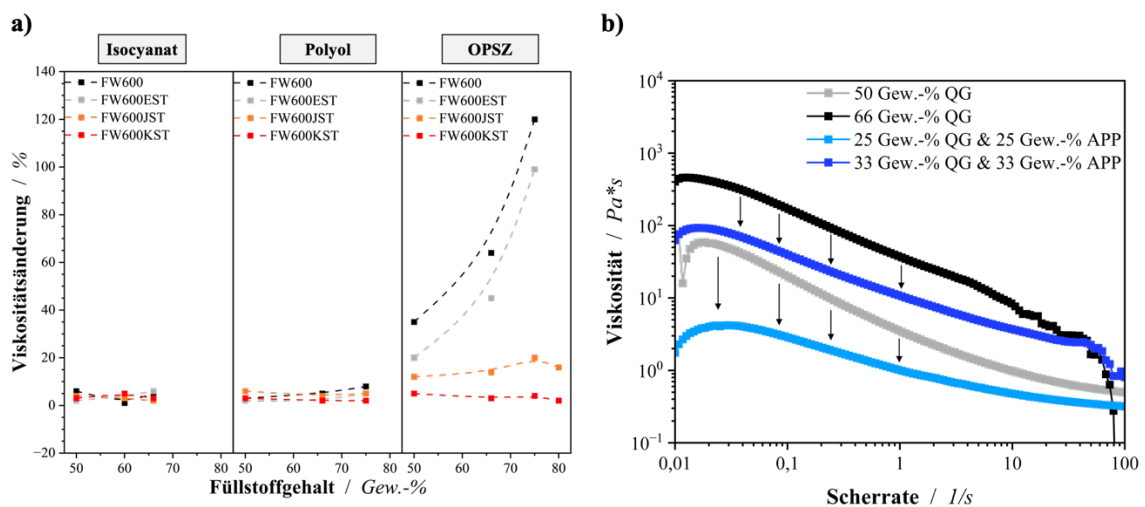 a)
Isocyanat
Polyol
OPSZ
Viskositätsänderung / %
140
120
100
80
60
40
20
0
−20
FW600
FW600EST
FW600JST
FW600KST
FW600
FW600EST
FW600JST
FW600KST
FW600
FW600EST
FW600JST
FW600KST
50 60 70 80
50 60 70 80
50 60 70 80
Füllstoffgehalt / Gew.-%
b)
Viskosität / Pa*s
10⁴
10³
10²
10¹
10⁰
10⁻¹
50 Gew.-% QG
66 Gew.-% QG
25 Gew.-% QG & 25 Gew.-% APP
33 Gew.-% QG & 33 Gew.-% APP
0,01 0,1 1 10 100
Scherrate / 1/s